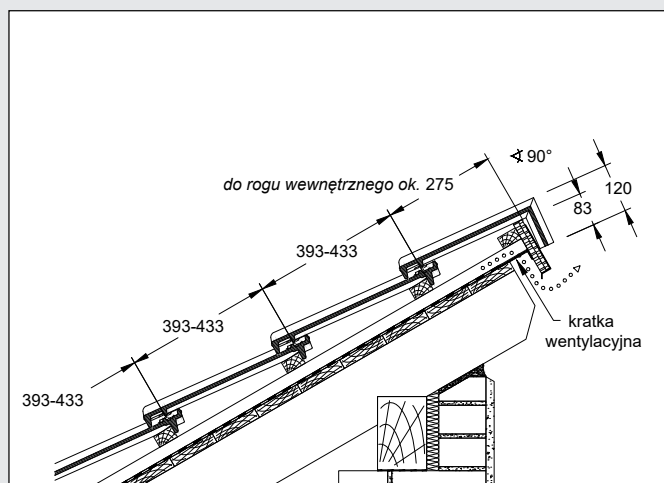 ∢ 90°
120
83
do rogu wewnętrznego ok. 275
393-433
393-433
393-433
kratka
wentylacyjna